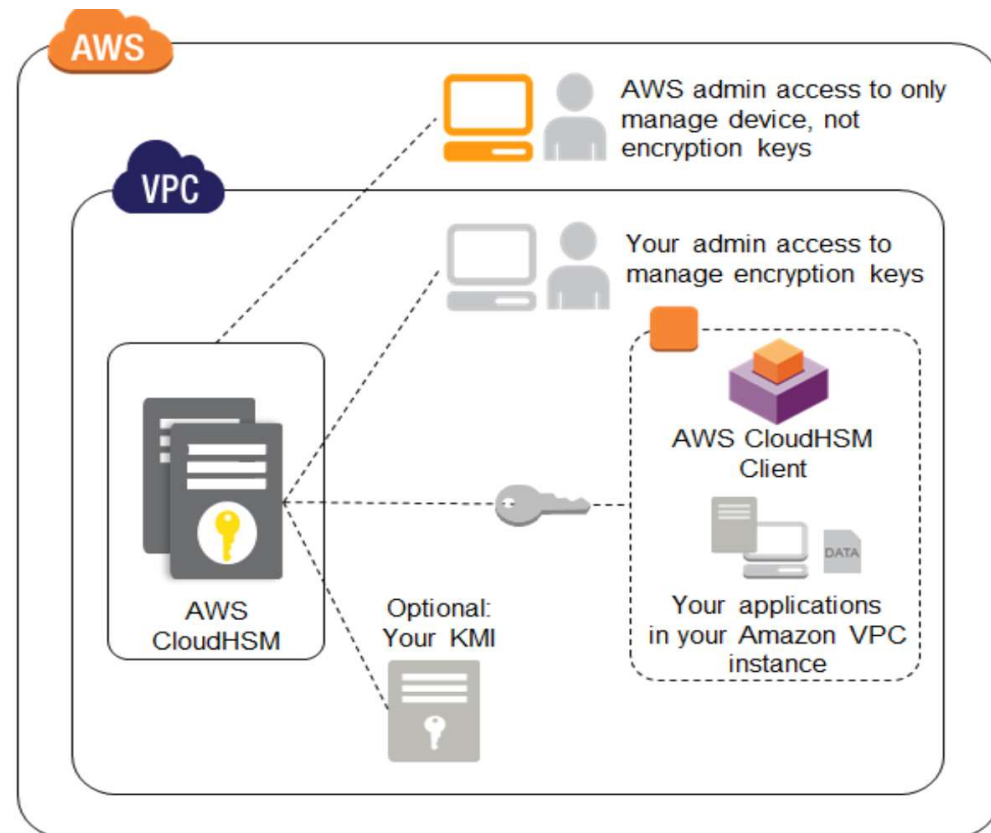 AWS
AWS admin access to only
manage device, not
encryption keys
VPC
Your admin access to
manage encryption keys
AWS CloudHSM
Client
DATA
AWS
CloudHSM
Optional:
Your KMI
Your applications
in your Amazon VPC
instance